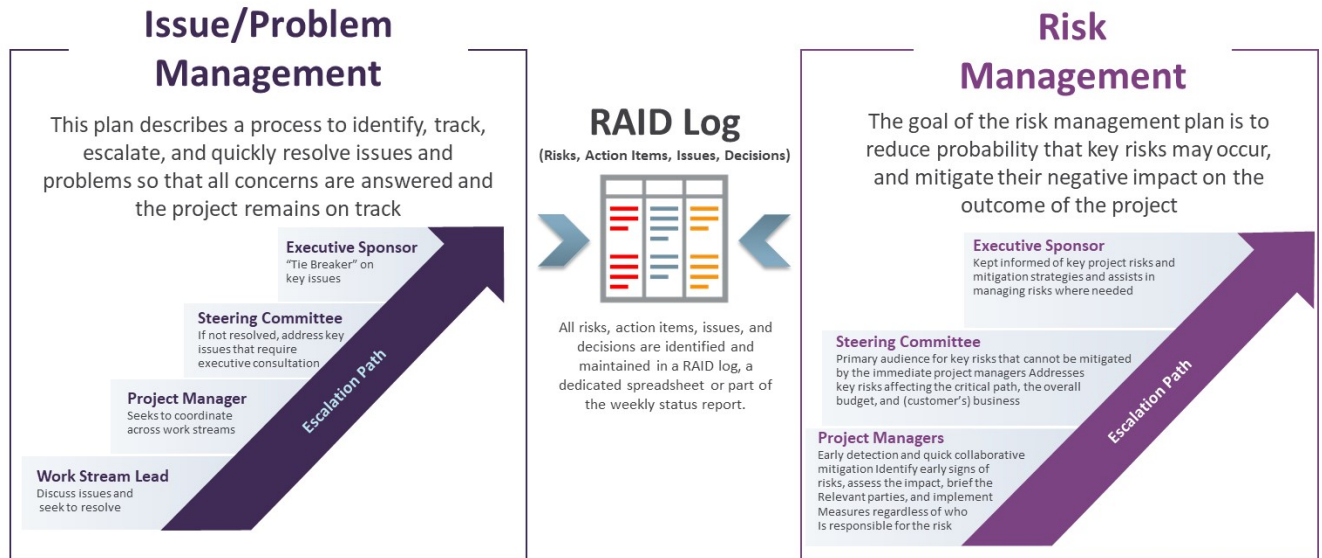 Issue/Problem
Management
This plan describes a process to identify, track,
escalate, and quickly resolve issues and
problems so that all concerns are answered and
the project remains on track
Executive Sponsor
“Tie Breaker” on
key issues
Steering Committee
If not resolved, address key
issues that require
executive consultation
Project Manager
Seeks to coordinate
across work streams
Work Stream Lead
Discuss issues and
seek to resolve
Escalation Path
RAID Log
(Risks, Action Items, Issues, Decisions)
All risks, action items, issues, and
decisions are identified and
maintained in a RAID log, a
dedicated spreadsheet or part of
the weekly status report.
Risk
Management
The goal of the risk management plan is to
reduce probability that key risks may occur,
and mitigate their negative impact on the
outcome of the project
Executive Sponsor
Kept informed of key project risks and
mitigation strategies and assists in
managing risks where needed
Steering Committee
Primary audience for key risks that cannot be mitigated
by the immediate project managers Addresses
key risks affecting the critical path, the overall
budget, and (customer’s) business
Project Managers
Early detection and quick collaborative
mitigation Identify early signs of
risks, assess the impact, brief the
Relevant parties, and implement
Measures regardless of who
Is responsible for the risk
Escalation Path